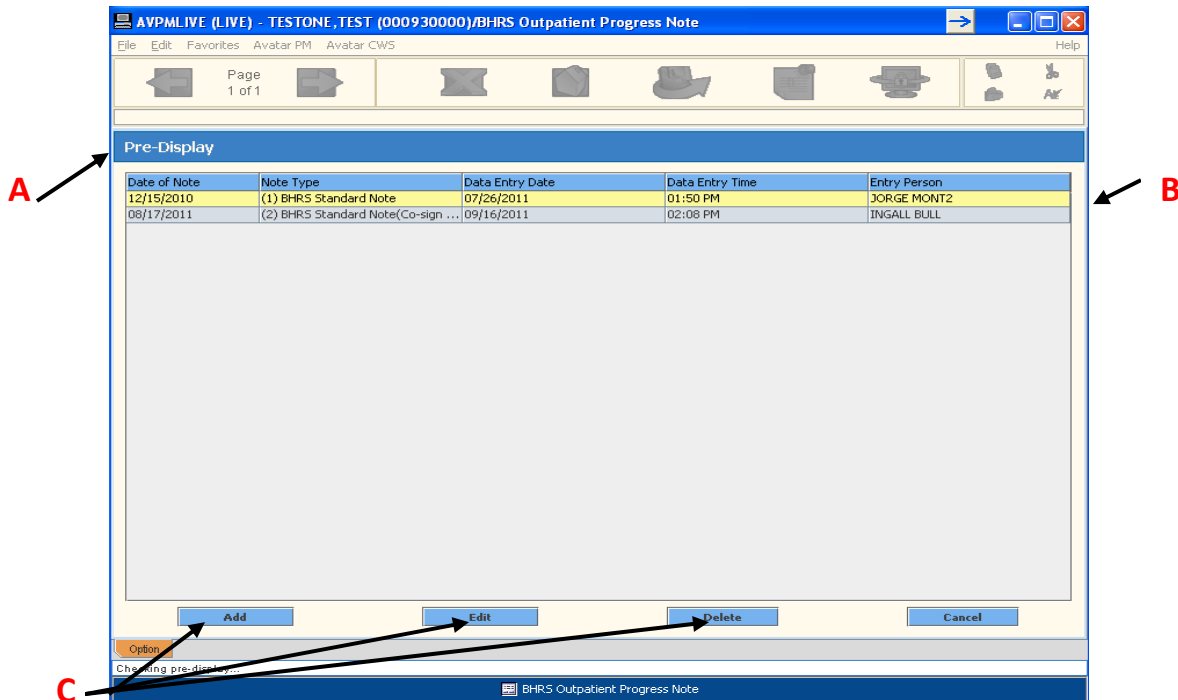 AVPMLIVE (LIVE) - TESTONE,TEST (000930000)/BHRS Outpatient Progress Note
File Edit Favorites Avatar PM Avatar CWS Help
Page
1 of 1
Pre-Display
A
B
Date of Note Note Type Data Entry Date Data Entry Time Entry Person
12/15/2010 (1) BHRS Standard Note 07/26/2011 01:50 PM JORGE MONT2
08/17/2011 (2) BHRS Standard Note(Co-sign ... 09/16/2011 02:08 PM INGALL BULL
Add Edit Delete Cancel
Option
Checking pre-display...
C
BHRS Outpatient Progress Note